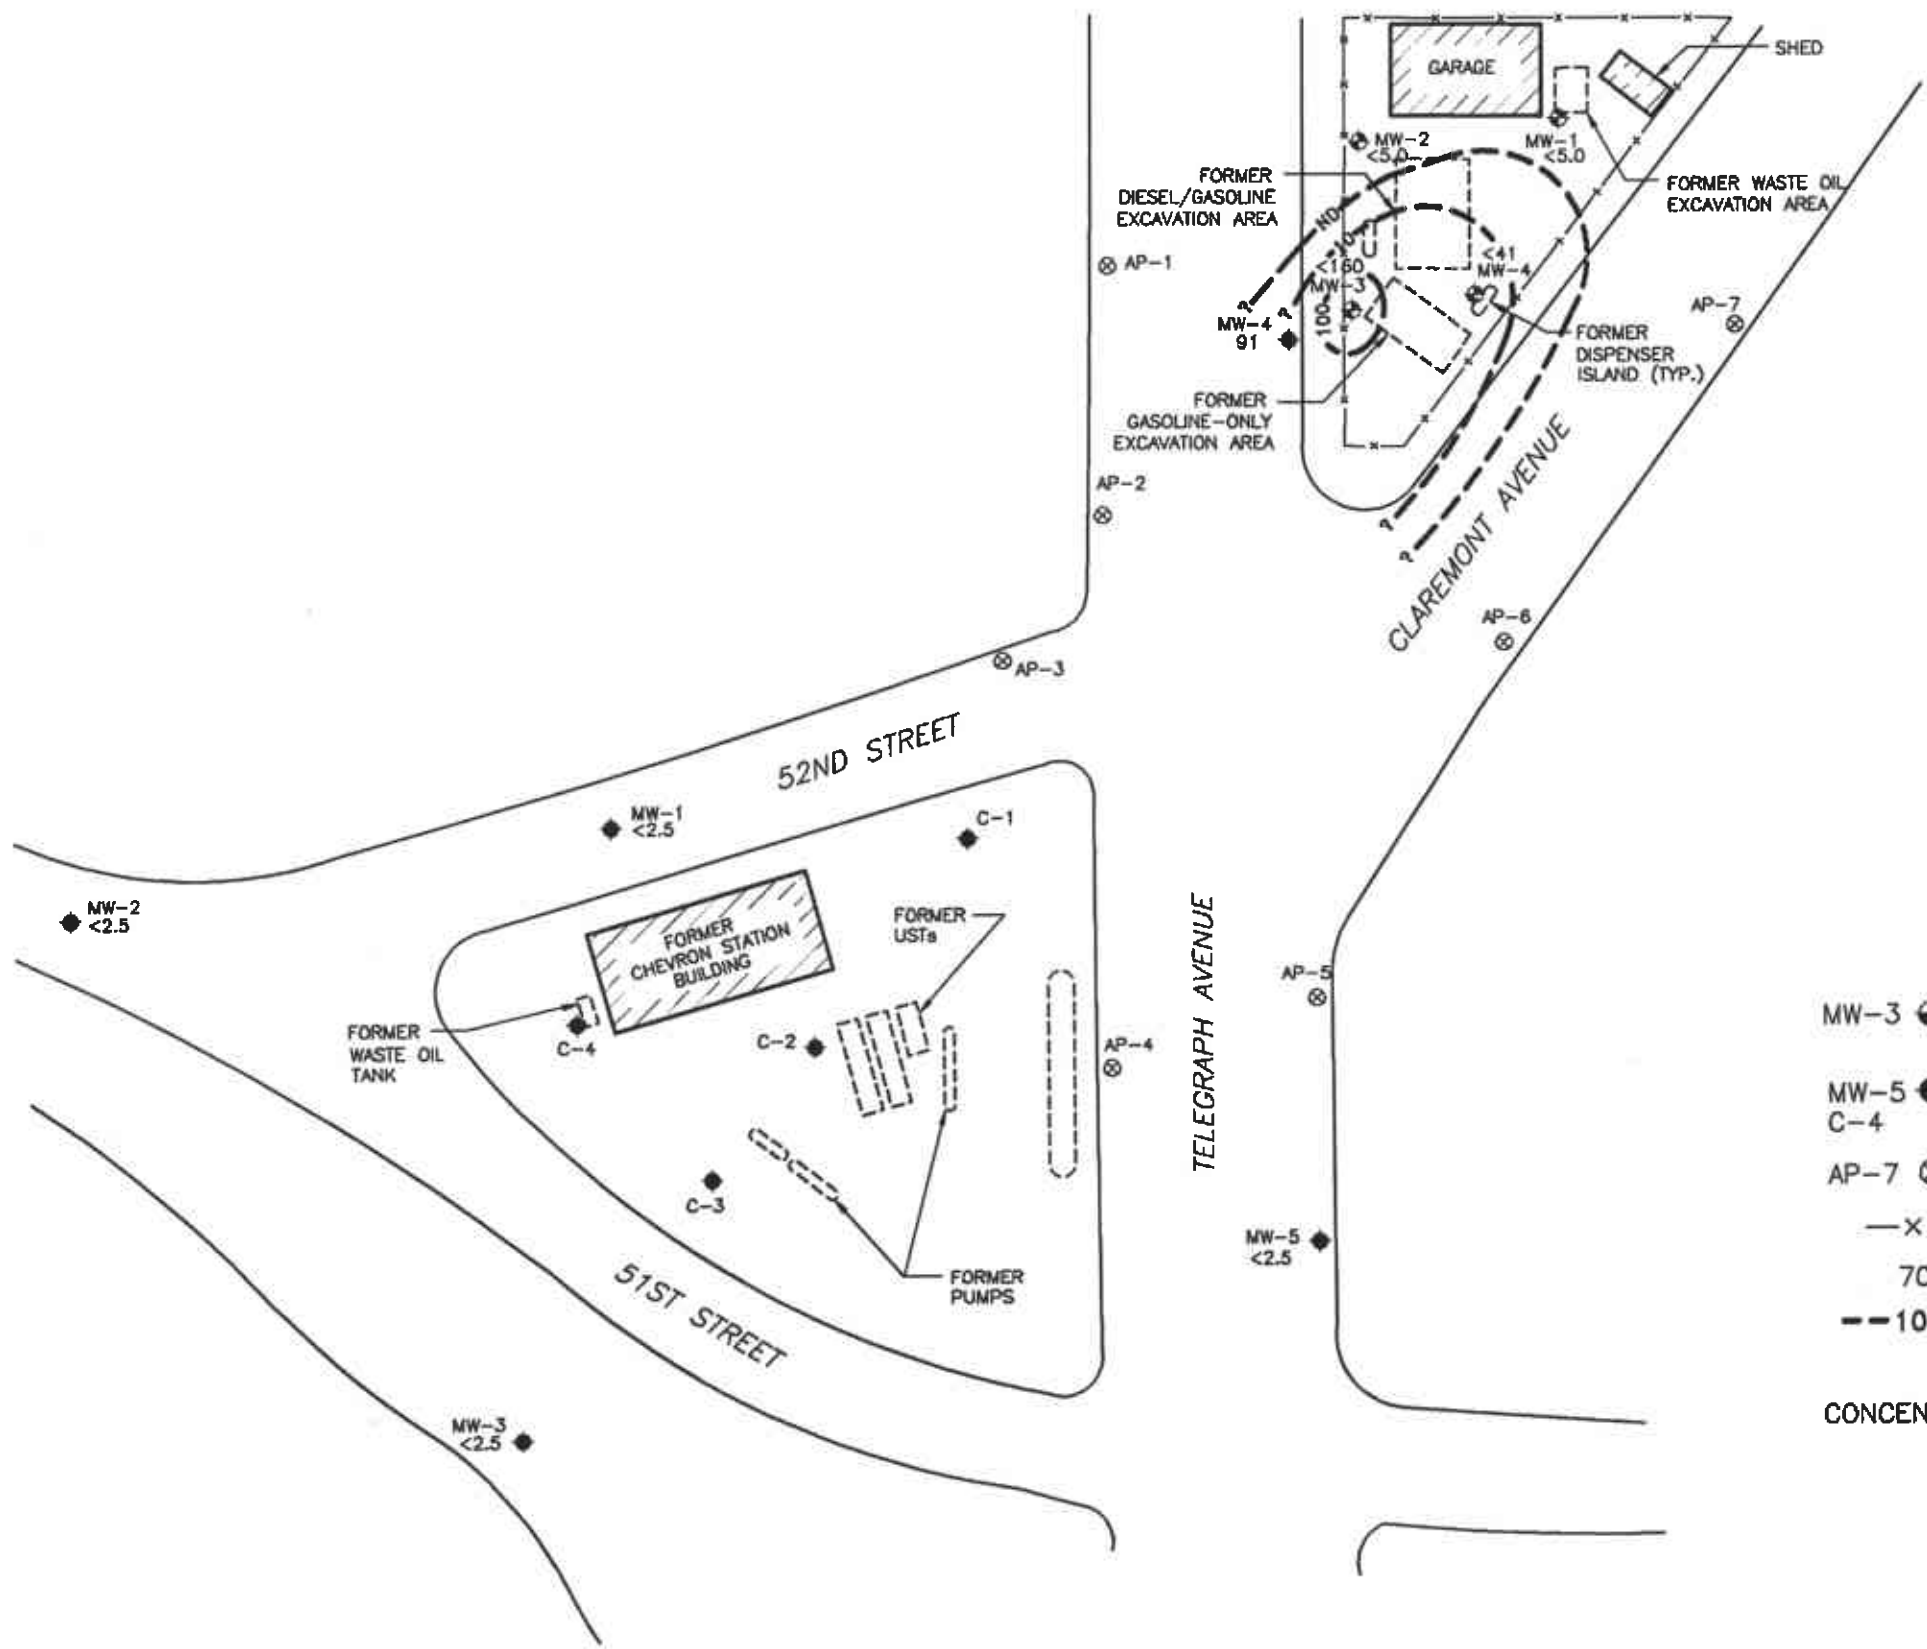 GARAGE
SHED
MW-2
<5.0
MW-1
<5.0
FORMER
DIESEL/GASOLINE
EXCAVATION AREA
FORMER WASTE OIL
EXCAVATION AREA
ND
10
<41
MW-4
<160
MW-3
100
?
?
MW-4
91
AP-1
AP-7
FORMER
DISPENSER
ISLAND (TYP.)
FORMER
GASOLINE-ONLY
EXCAVATION AREA
AP-2
?
?
CLAREMONT AVENUE
AP-6
AP-3
52ND STREET
MW-1
<2.5
C-1
MW-2
<2.5
FORMER
CHEVRON STATION
BUILDING
FORMER
USTs
TELEGRAPH AVENUE
AP-5
FORMER
WASTE OIL
TANK
C-4
C-2
AP-4
C-3
FORMER
PUMPS
51ST STREET
MW-5
<2.5
MW-3
<2.5
MW-3
MW-5
C-4
AP-7
—x
70
--10
CONCEN